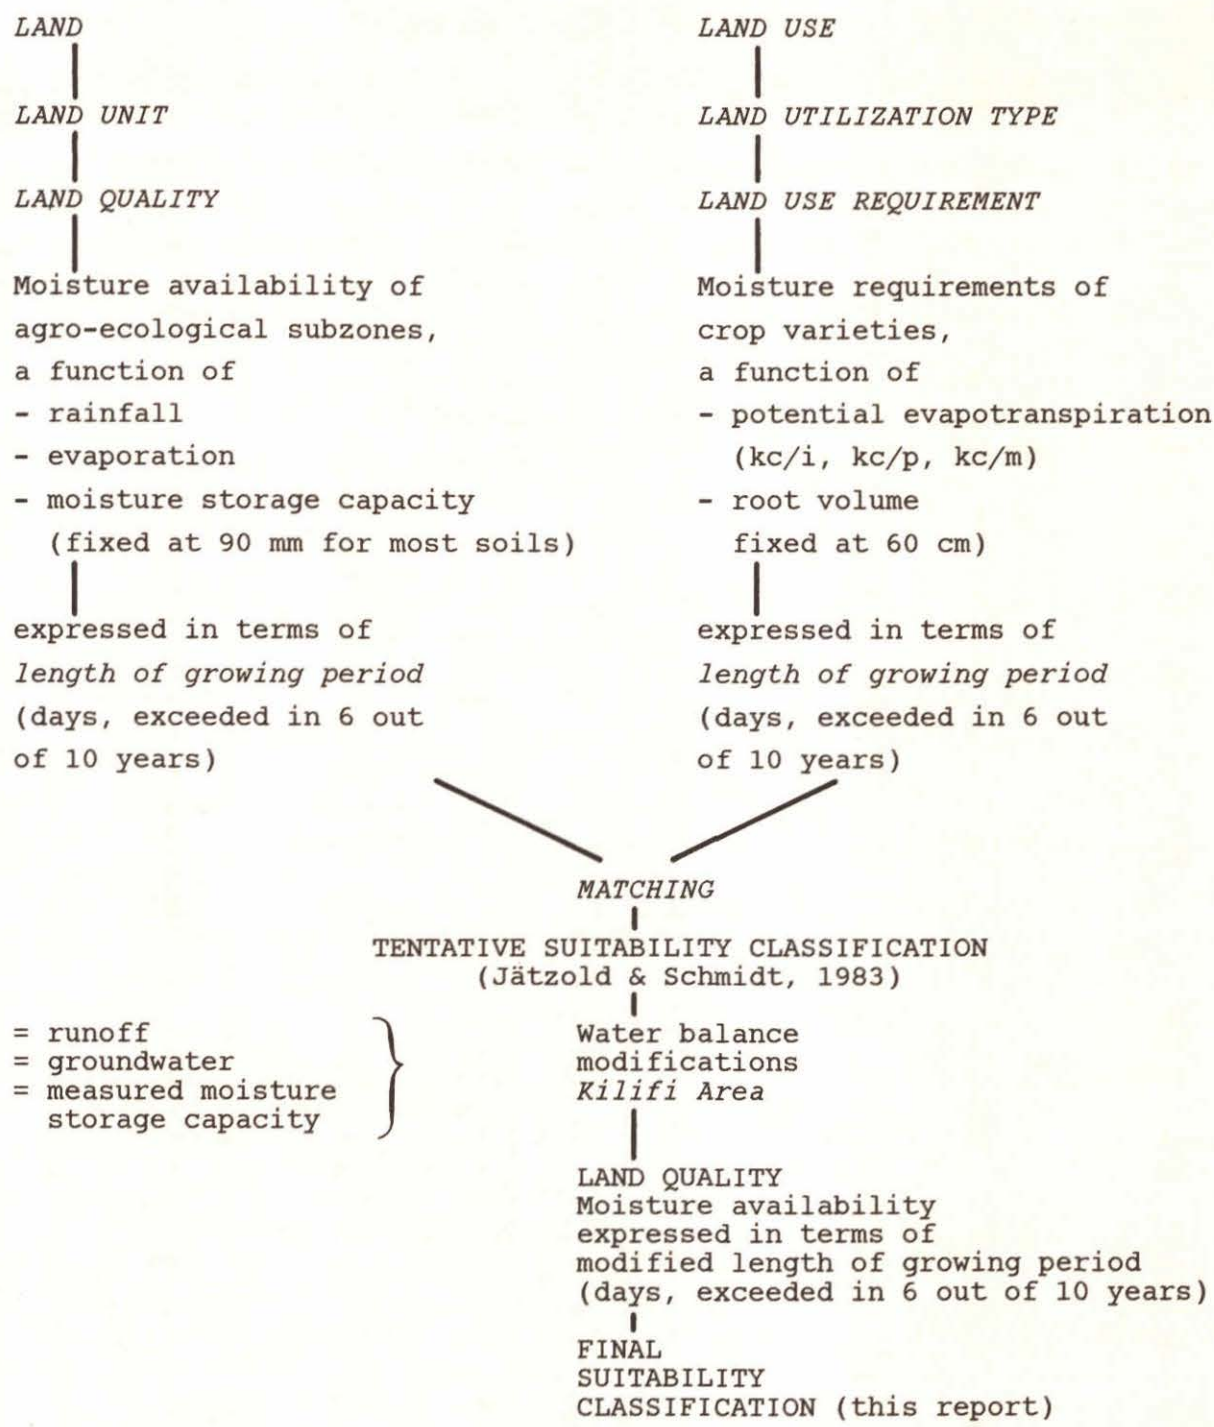 LAND
LAND UNIT
LAND QUALITY
Moisture availability of
agro-ecological subzones,
a function of
- rainfall
- evaporation
- moisture storage capacity
(fixed at 90 mm for most soils)
expressed in terms of
length of growing period
(days, exceeded in 6 out
of 10 years)
LAND USE
LAND UTILIZATION TYPE
LAND USE REQUIREMENT
Moisture requirements of
crop varieties,
a function of
- potential evapotranspiration
(kc/i, kc/p, kc/m)
- root volume
fixed at 60 cm)
expressed in terms of
length of growing period
(days, exceeded in 6 out
of 10 years)
MATCHING
TENTATIVE SUITABILITY CLASSIFICATION
(Jätzold & Schmidt, 1983)
= runoff
= groundwater
= measured moisture
storage capacity
Water balance
modifications
Kilifi Area
LAND QUALITY
Moisture availability
expressed in terms of
modified length of growing period
(days, exceeded in 6 out of 10 years)
FINAL
SUITABILITY
CLASSIFICATION (this report)